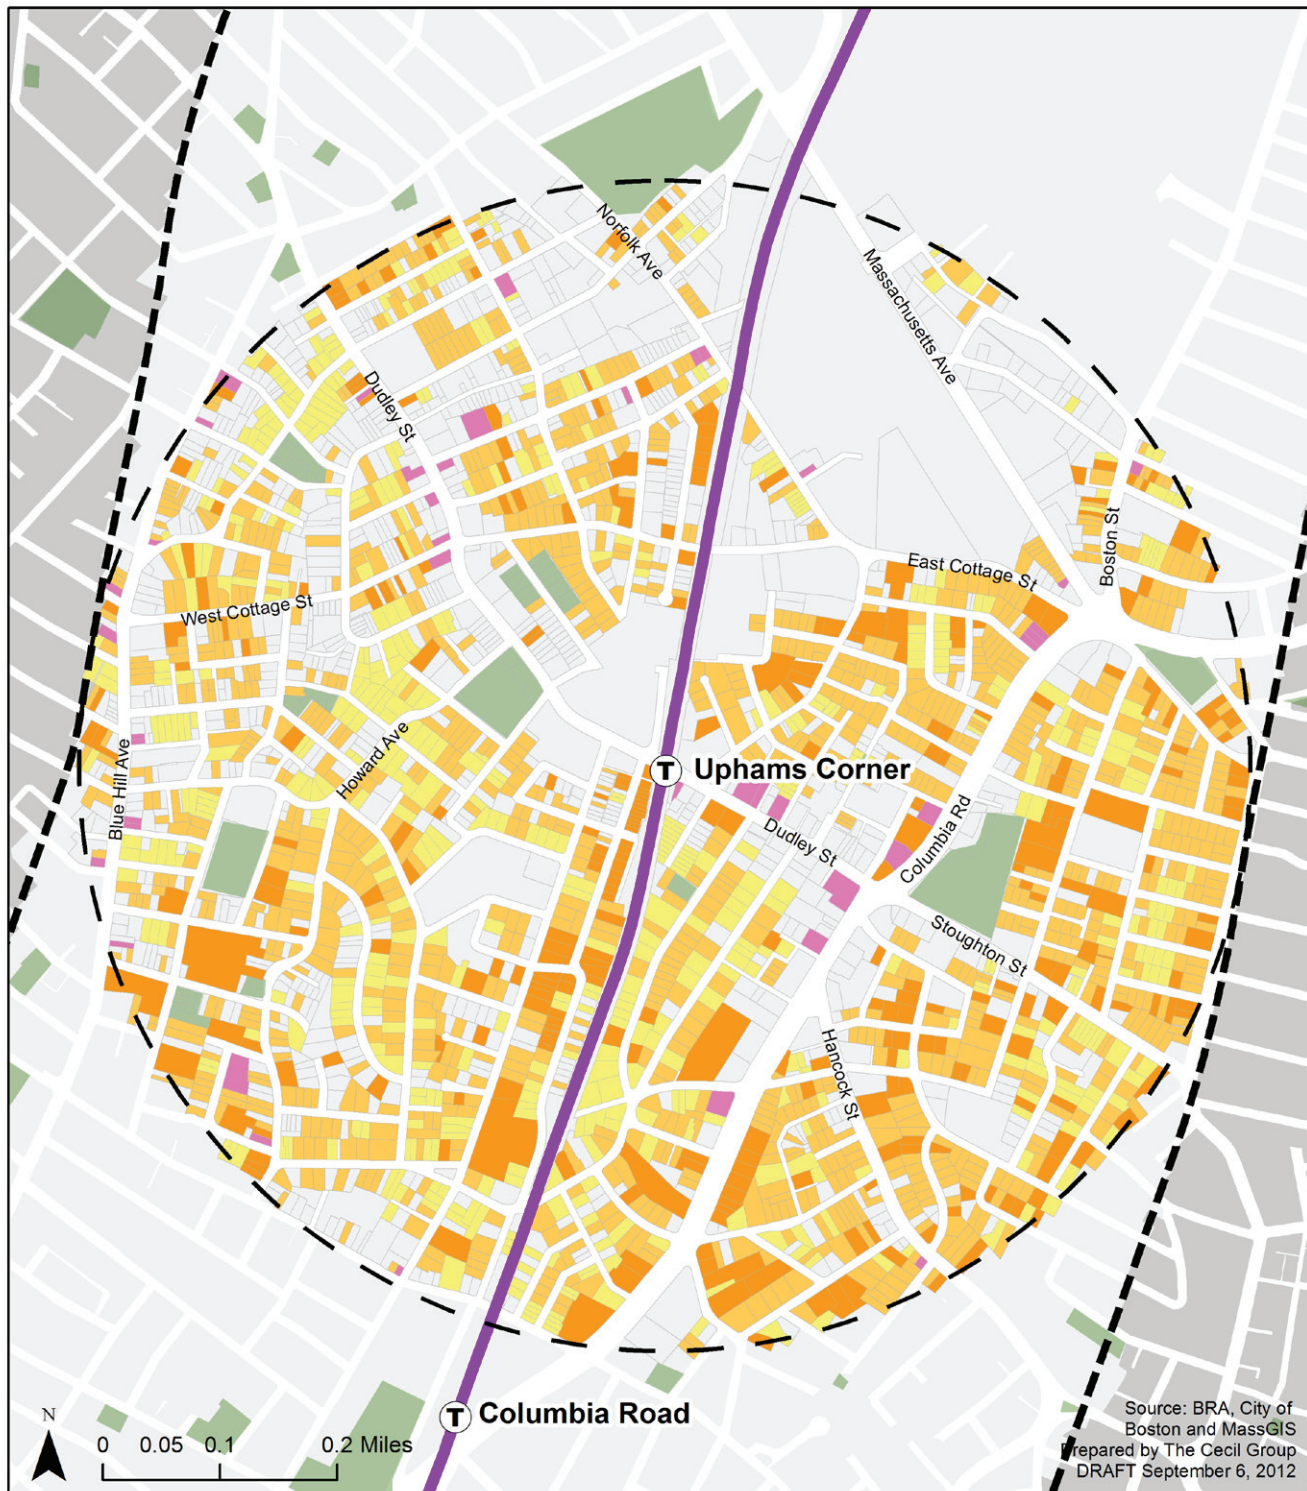 Norfolk Ave
Massachusetts Ave
Dudley St
Boston St
East Cottage St
West Cottage St
Howard Ave
Blue Hill Ave
T Uphams Corner
Dudley St
Columbia Rd
Stoughton St
Hancock St
T Columbia Road
N
0 0.05 0.1 0.2 Miles
Source: BRA, City of
Boston and MassGIS
Prepared by The Cecil Group
DRAFT September 6, 2012